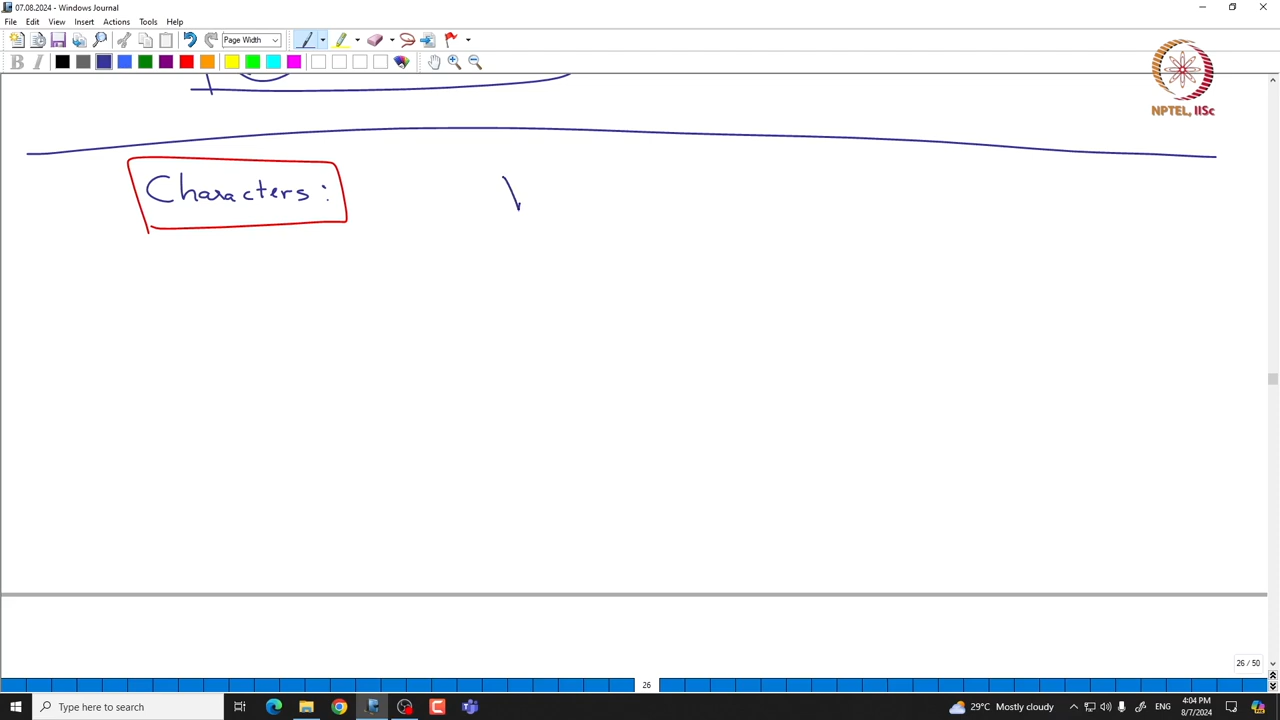 07.08.2024 - Windows Journal
File Edit View Insert Actions Tools Help
Page Width
B I
NPTEL, IISc
Characters:
26 / 50
26
Type here to search
29°C Mostly cloudy
ENG
4:04 PM
8/7/2024